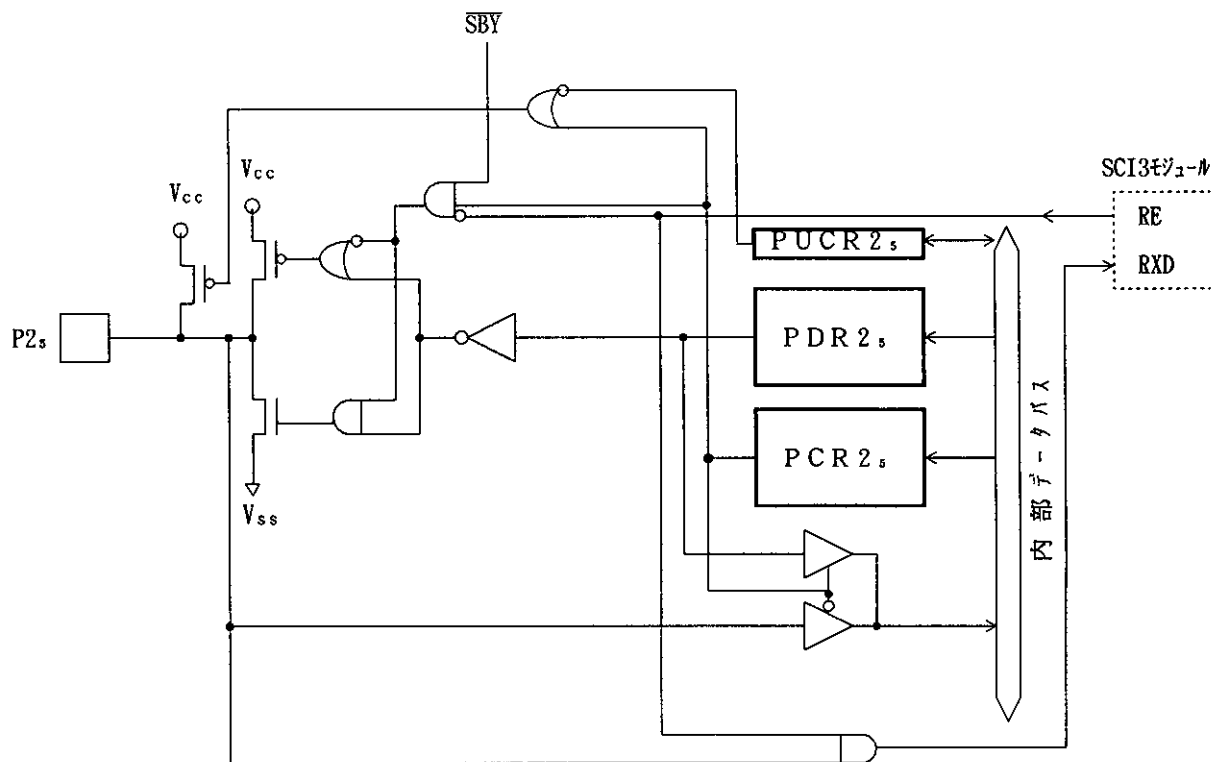 SBY
Vcc
Vcc
SCI3モジュール
RE
RXD
PUCR2₅
PDR2₅
PCR2₅
P2₅
Vss
内部データバス